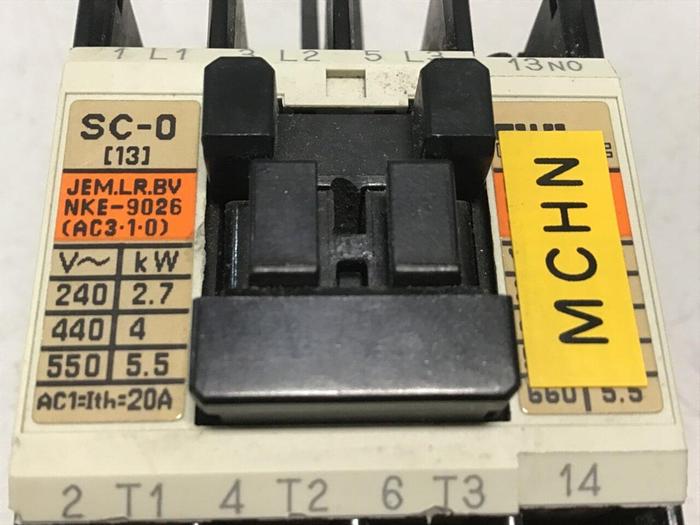 1 L1 3 L2 5 L3 13NO
SC-0
[13]
JEM.LR.BV
NKE-9026
(AC3·1·0)
V~ kW
240 2.7
440 4
550 5.5
AC1=Ith=20A
MCHN
660 5.5
2 T1 4 T2 6 T3 14